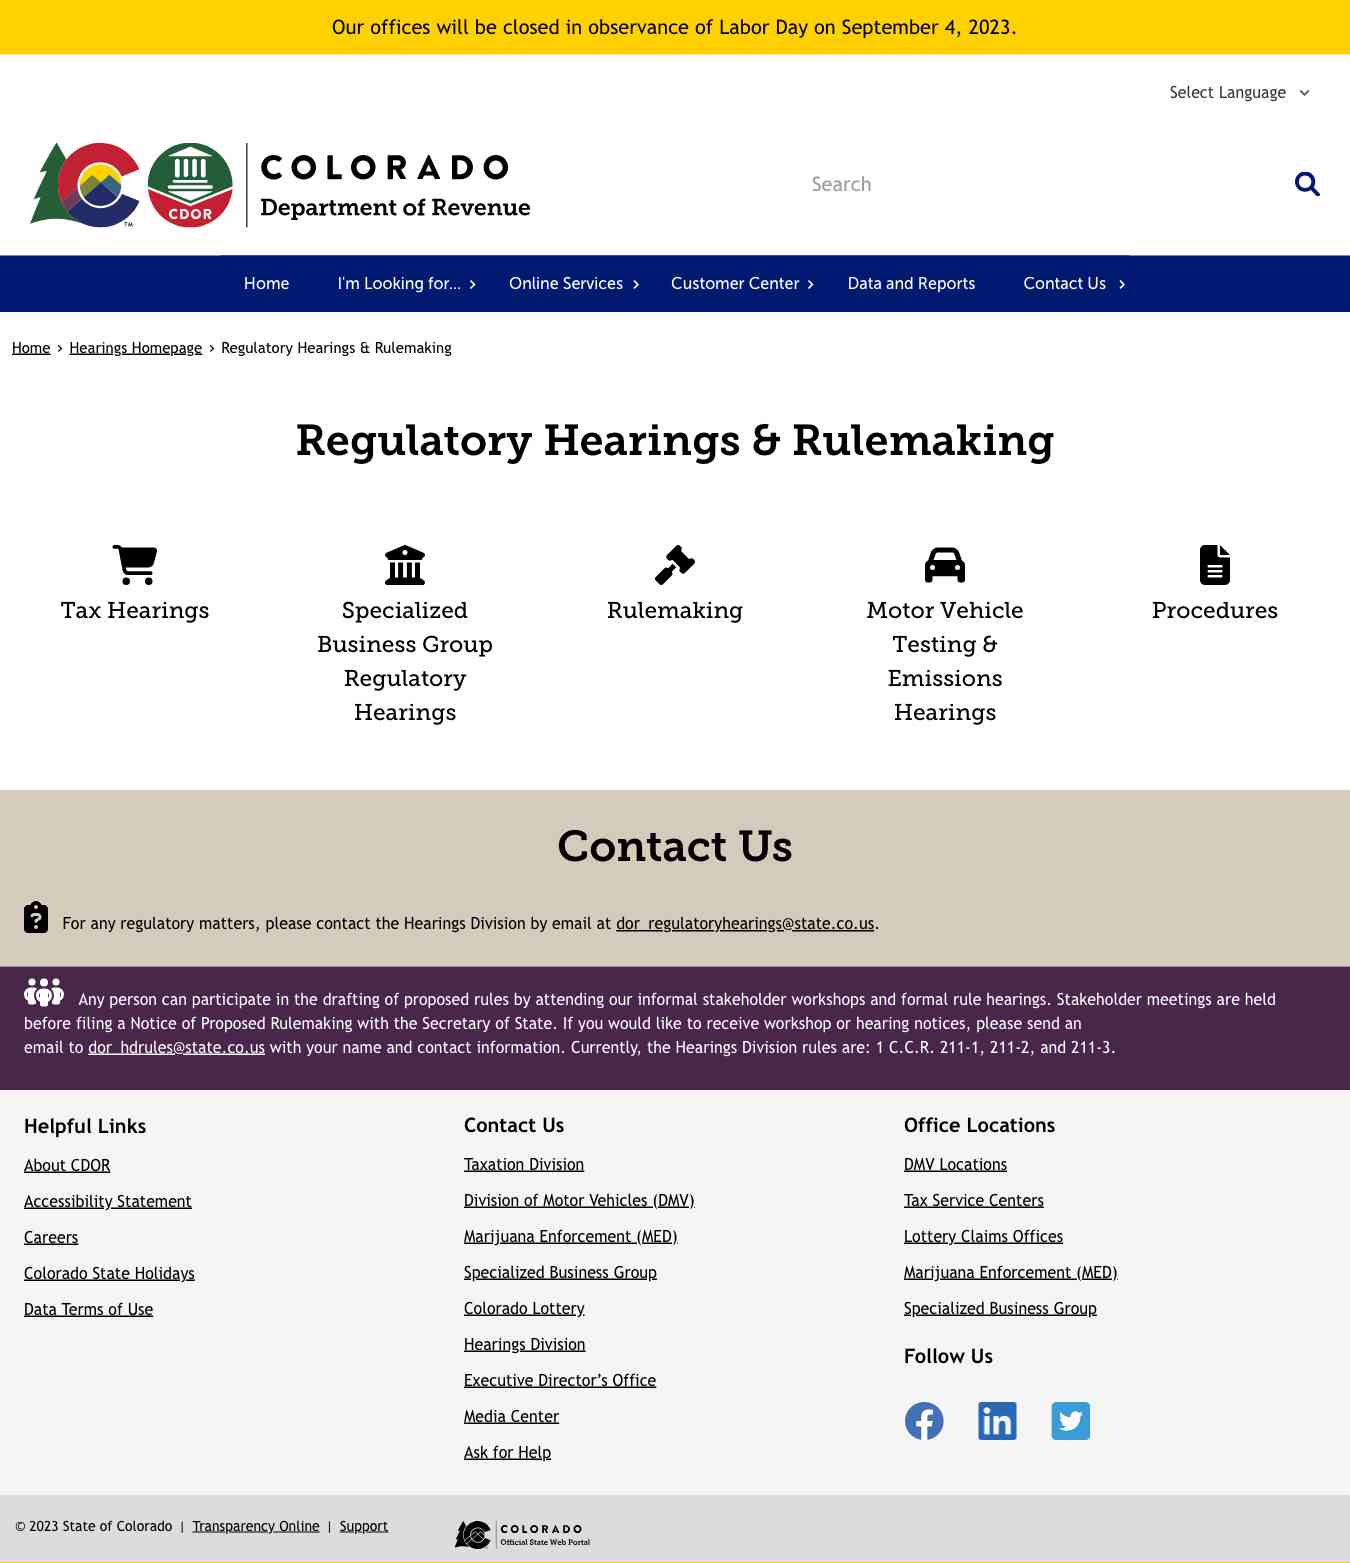 Our offices will be closed in observance of Labor Day on September 4, 2023.
Select Language
CDOR
TM
COLORADO
Department of Revenue
Search
Home
I'm Looking for...
Online Services
Customer Center
Data and Reports
Contact Us
Home > Hearings Homepage > Regulatory Hearings & Rulemaking
Regulatory Hearings & Rulemaking
Tax Hearings
Specialized
Business Group
Regulatory
Hearings
Rulemaking
Motor Vehicle
Testing &
Emissions
Hearings
Procedures
Contact Us
For any regulatory matters, please contact the Hearings Division by email at dor_regulatoryhearings@state.co.us.
Any person can participate in the drafting of proposed rules by attending our informal stakeholder workshops and formal rule hearings. Stakeholder meetings are held
before filing a Notice of Proposed Rulemaking with the Secretary of State. If you would like to receive workshop or hearing notices, please send an
email to dor_hdrules@state.co.us with your name and contact information. Currently, the Hearings Division rules are: 1 C.C.R. 211-1, 211-2, and 211-3.
Helpful Links
About CDOR
Accessibility Statement
Careers
Colorado State Holidays
Data Terms of Use
Contact Us
Taxation Division
Division of Motor Vehicles (DMV)
Marijuana Enforcement (MED)
Specialized Business Group
Colorado Lottery
Hearings Division
Executive Director's Office
Media Center
Ask for Help
Office Locations
DMV Locations
Tax Service Centers
Lottery Claims Offices
Marijuana Enforcement (MED)
Specialized Business Group
Follow Us
© 2023 State of Colorado | Transparency Online | Support
COLORADO
Official State Web Portal